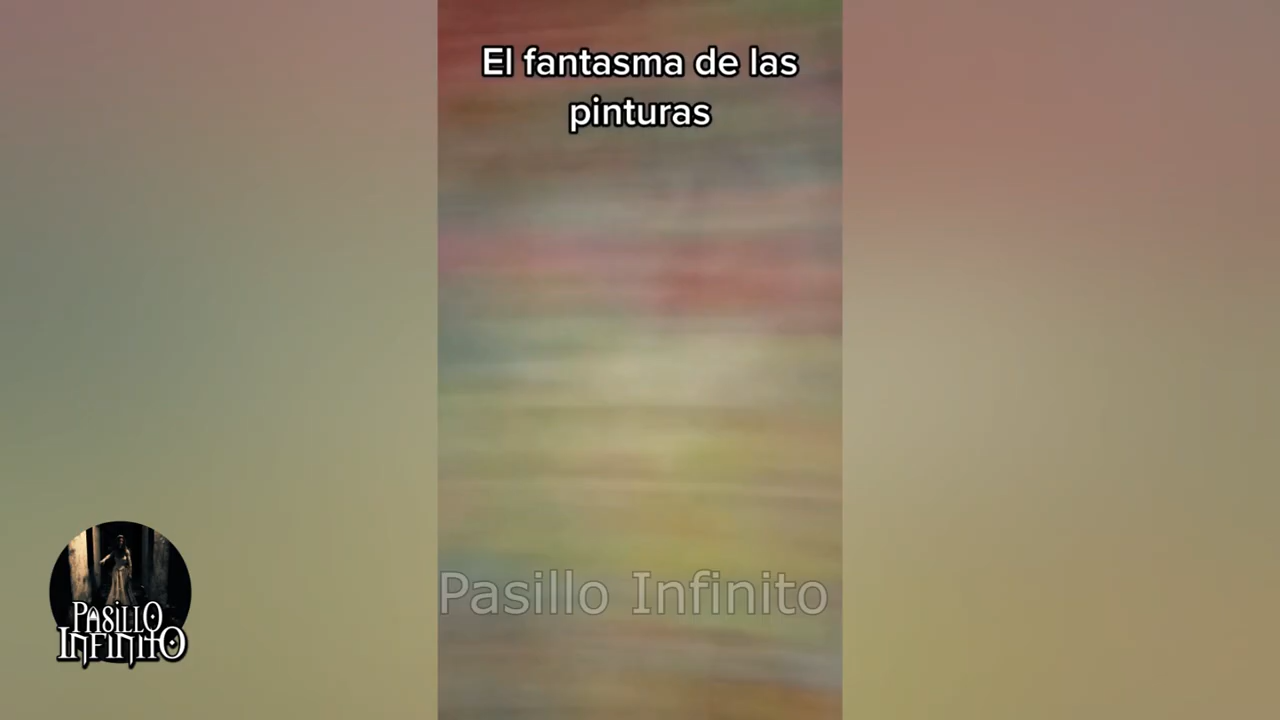 El fantasma de las
pinturas
Pasillo Infinito
PASILLO
INFINITO